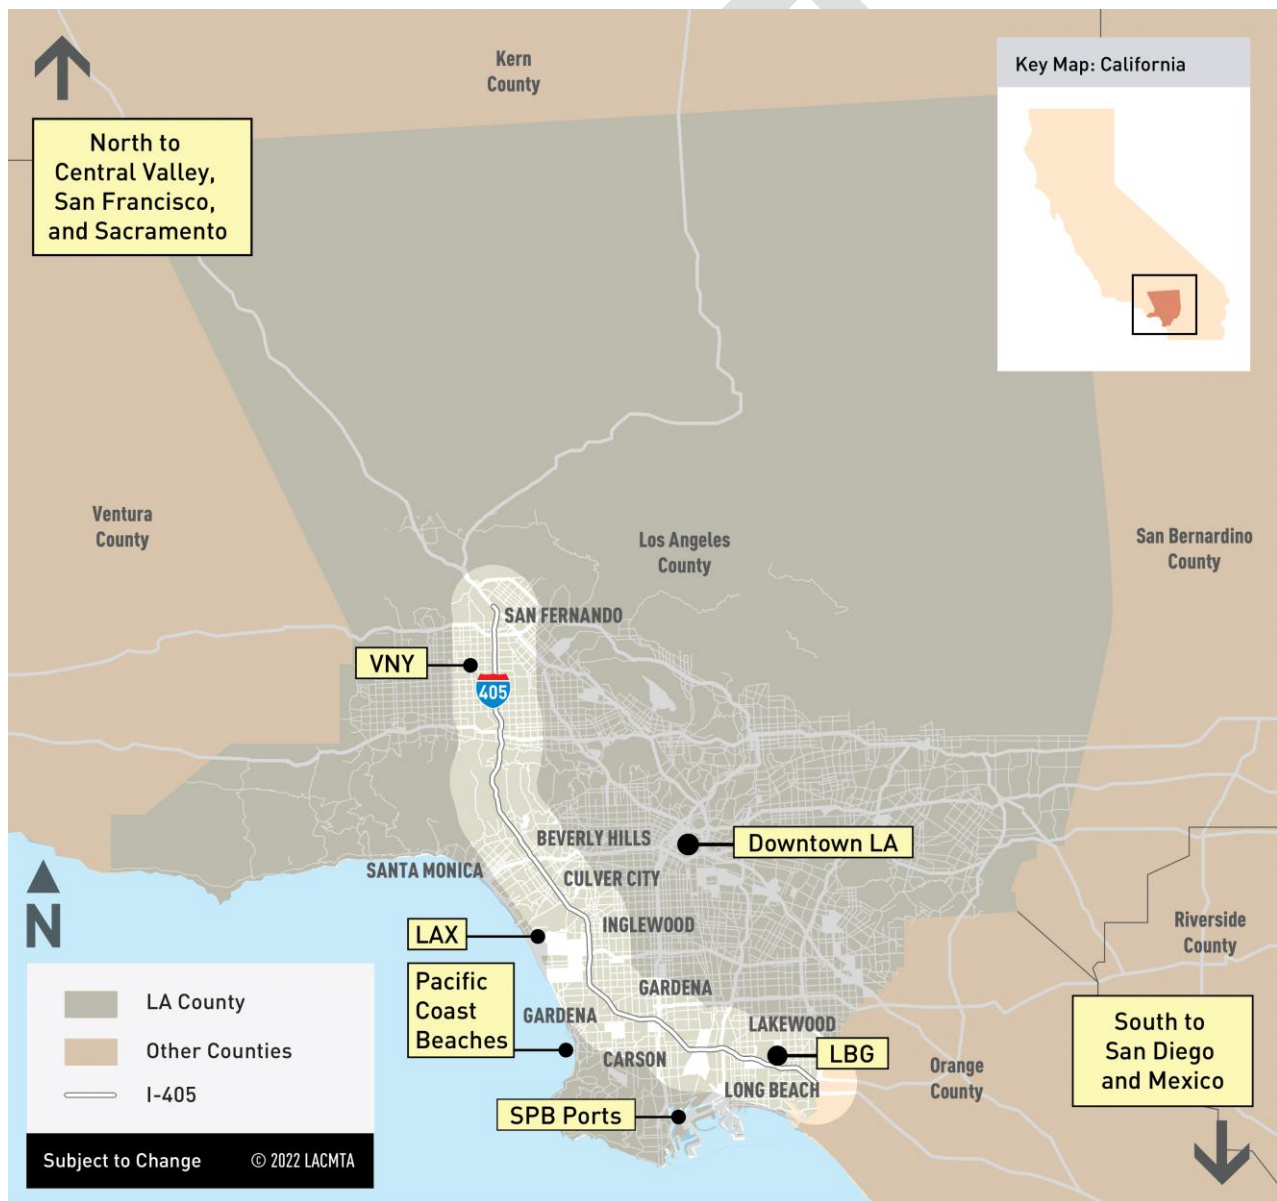 Kern
County
Key Map: California
North to
Central Valley,
San Francisco,
and Sacramento
Ventura
County
Los Angeles
County
San Bernardino
County
SAN FERNANDO
VNY
405
BEVERLY HILLS
Downtown LA
SANTA MONICA
CULVER CITY
N
LAX
INGLEWOOD
Riverside
County
Pacific
Coast
Beaches
GARDENA
GARDENA
LAKEWOOD
CARSON
LBG
LONG BEACH
Orange
County
SPB Ports
South to
San Diego
and Mexico
LA County
Other Counties
I-405
Subject to Change
© 2022 LACMTA